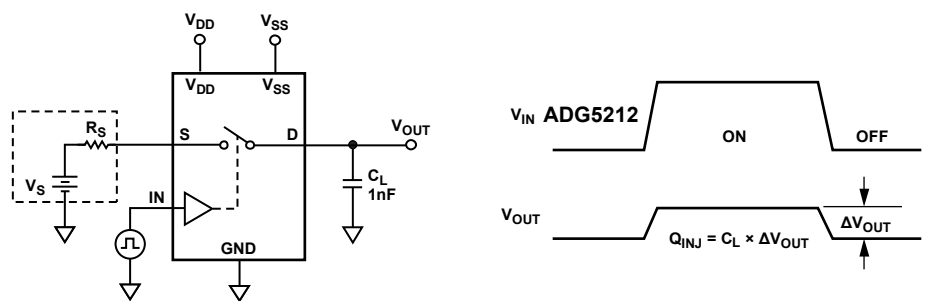 VDD
VSS
VDD
VSS
RS
S
D
VOUT
VS
IN
CL
1nF
GND
VIN ADG5212
ON
OFF
VOUT
QINJ = CL × ΔVOUT
ΔVOUT